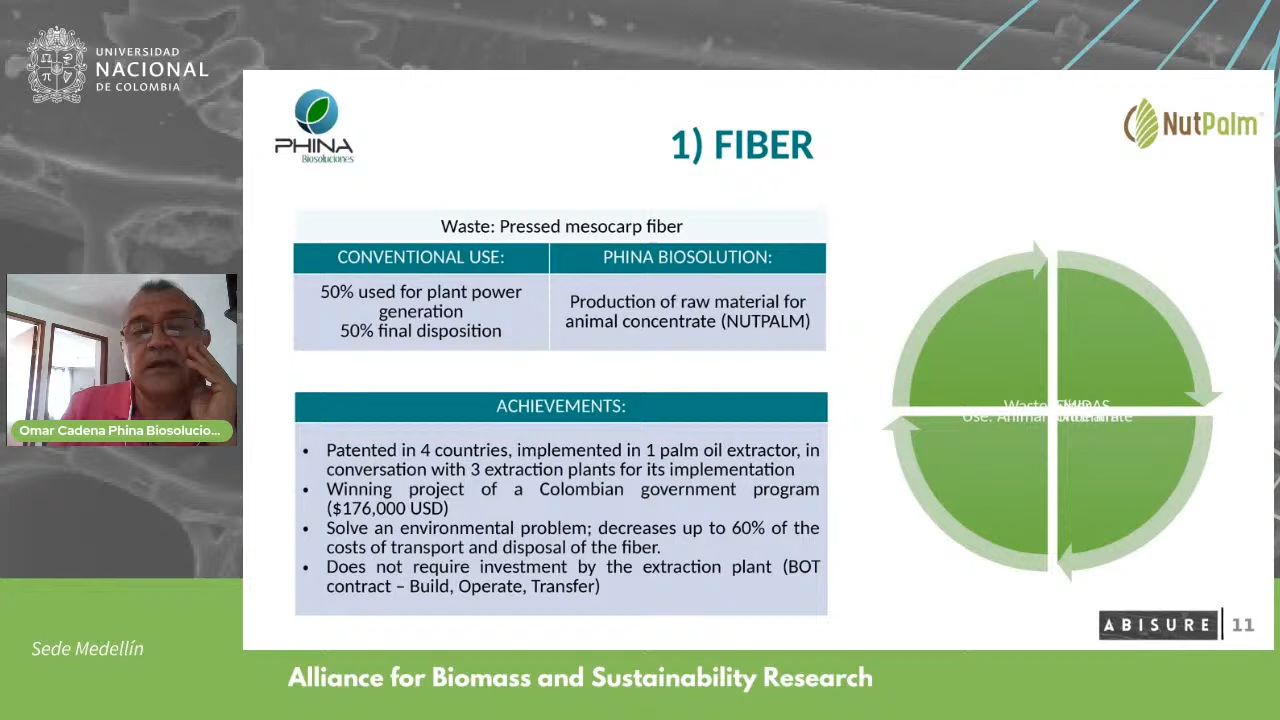 UNIVERSIDAD
NACIONAL
DE COLOMBIA
PHINA
Biosoluciones
1) FIBER
NutPalm
Waste: Pressed mesocarp fiber
CONVENTIONAL USE:
PHINA BIOSOLUTION:
50% used for plant power
generation
50% final disposition
Production of raw material for
animal concentrate (NUTPALM)
ACHIEVEMENTS:
• Patented in 4 countries, implemented in 1 palm oil extractor, in
conversation with 3 extraction plants for its implementation
• Winning project of a Colombian government program
($176,000 USD)
• Solve an environmental problem; decreases up to 60% of the
costs of transport and disposal of the fiber.
• Does not require investment by the extraction plant (BOT
contract – Build, Operate, Transfer)
Use: Animal
Omar Cadena Phina Biosolucio...
ABISURE
11
Sede Medellín
Alliance for Biomass and Sustainability Research